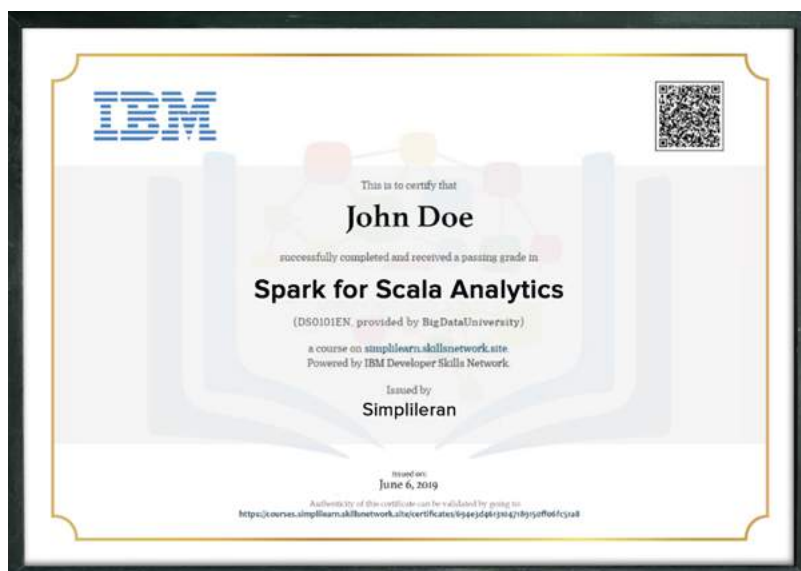 IBM
This is to certify that
John Doe
successfully completed and received a passing grade in
Spark for Scala Analytics
(DS0101EN, provided by BigDataUniversity)
a course on simplilearn.skillsnetwork.site
Powered by IBM Developer Skills Network
Issued by
Simplileran
Issued on:
June 6, 2019
Authenticity of this certificate can be validated by going to: